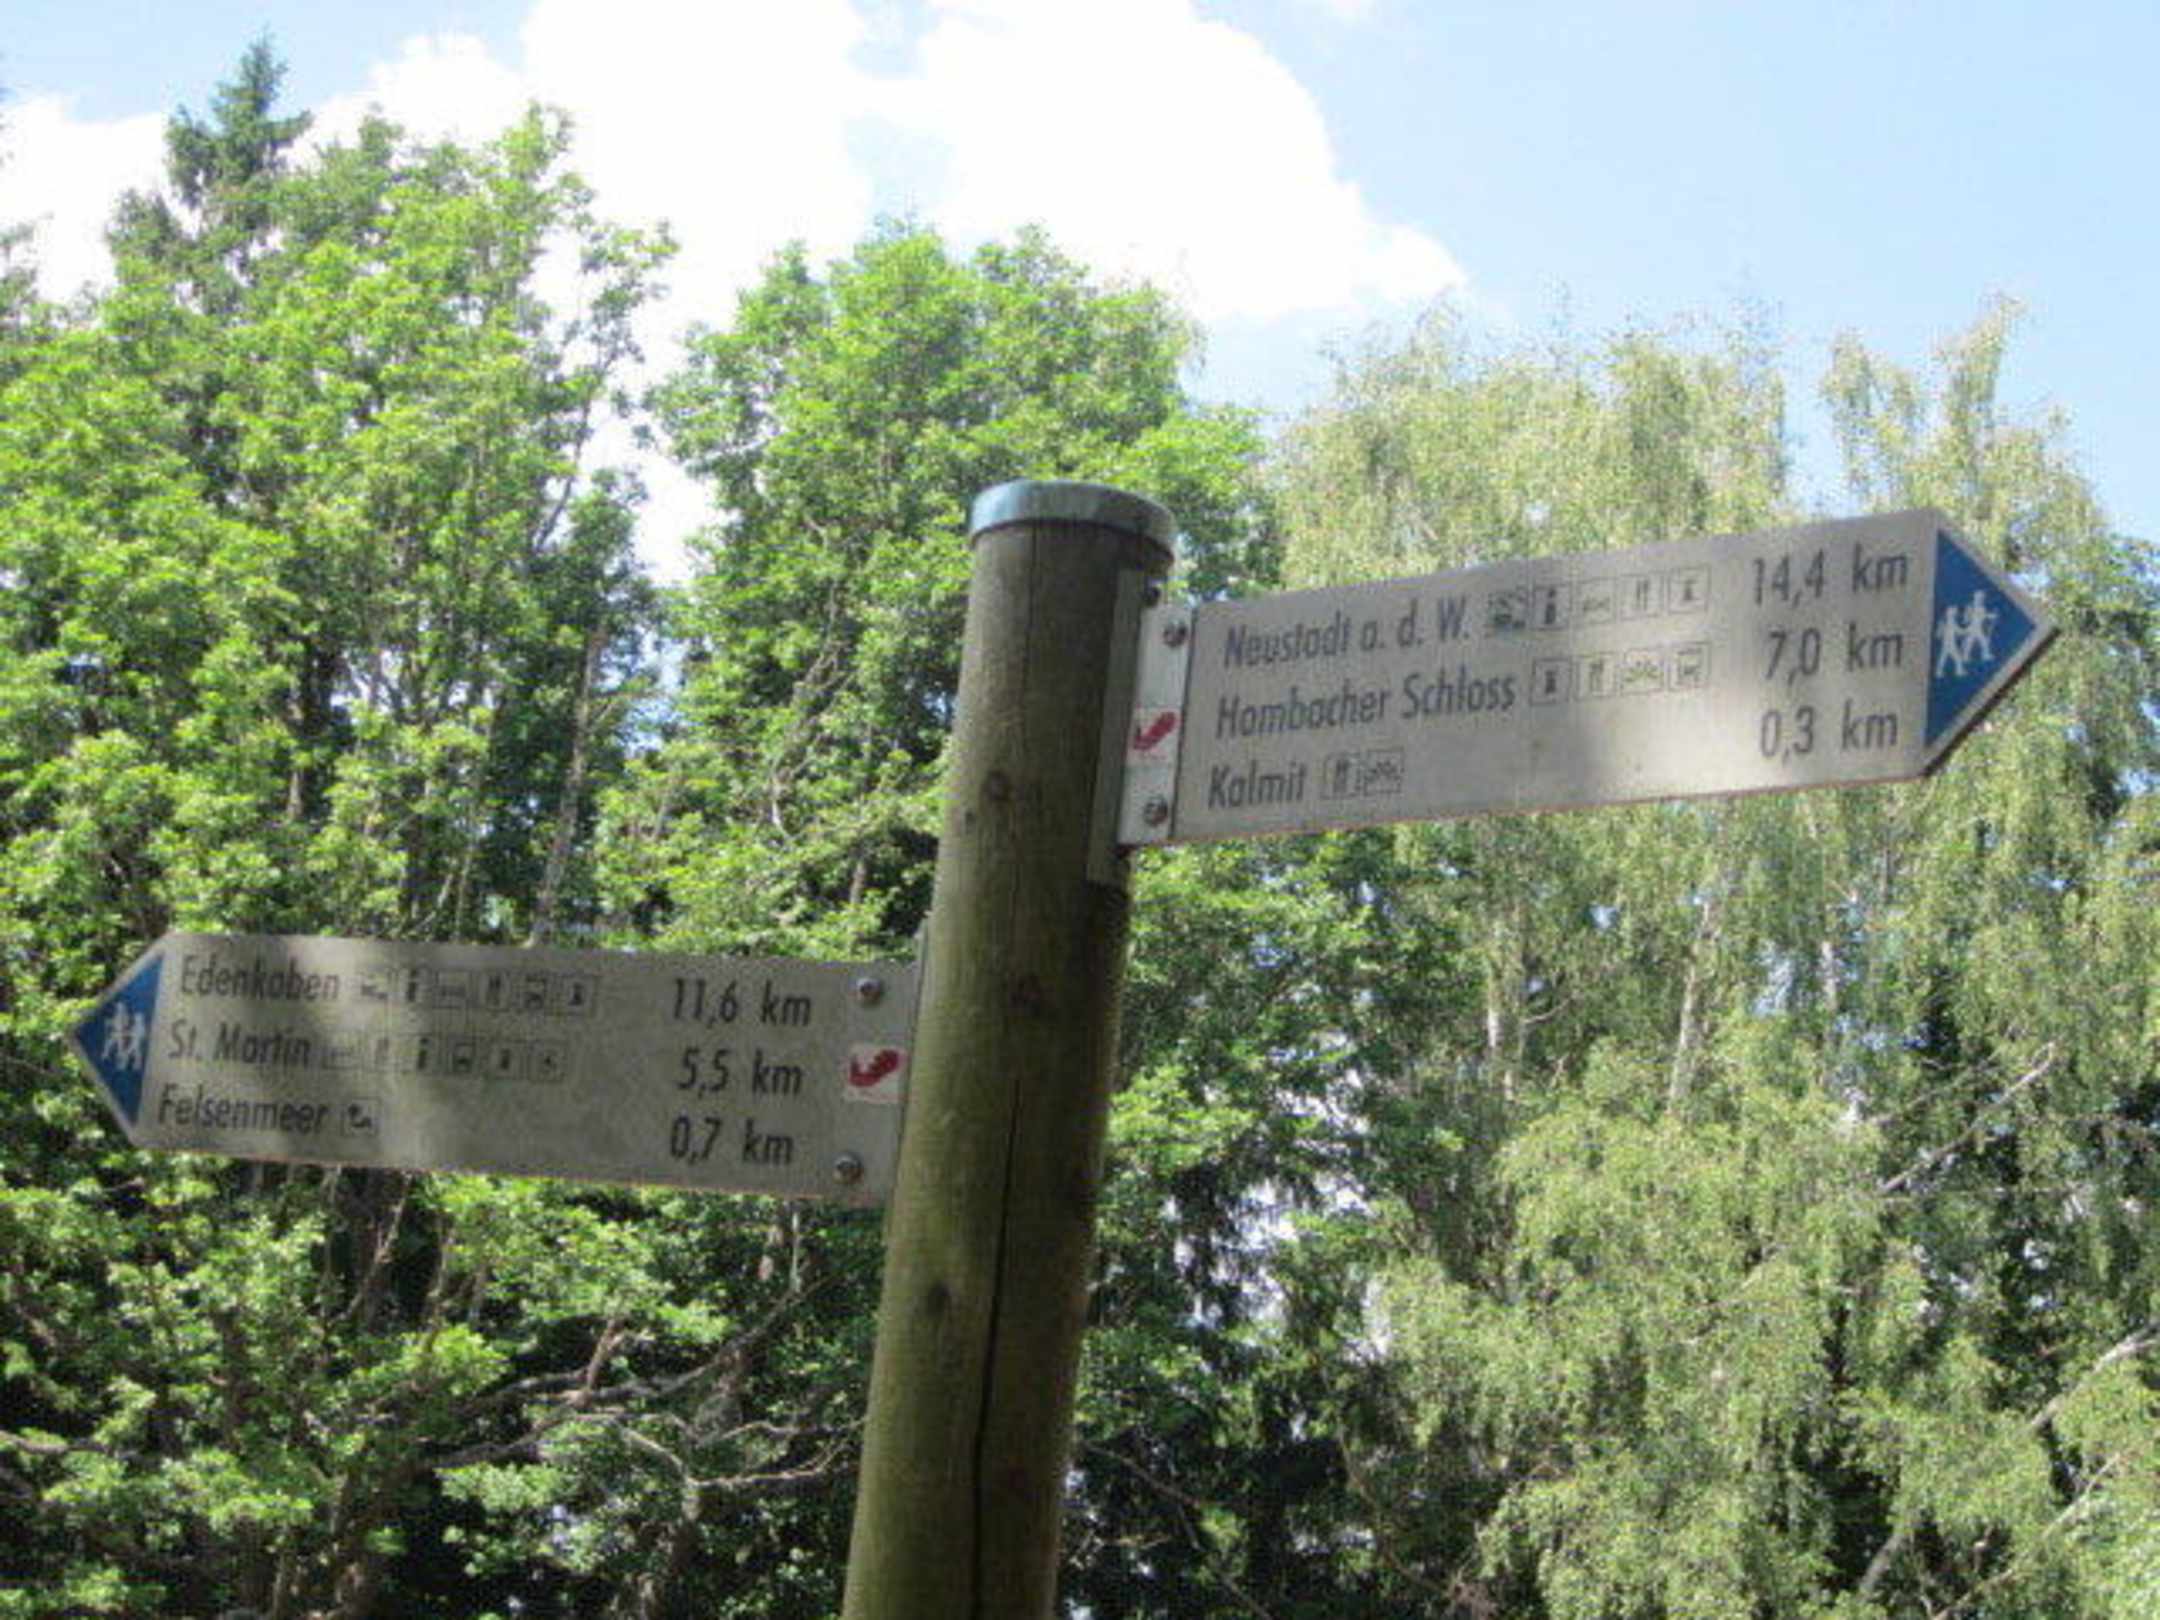 Neustadt a. d. W. 14,4 km
Hambacher Schloss 7,0 km
Kalmit 0,3 km
Edenkoben 11,6 km
St. Martin 5,5 km
Felsenmeer 0,7 km